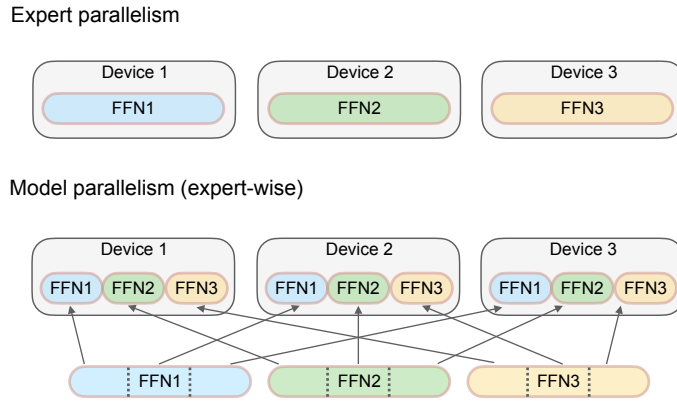 Expert parallelism
Device 1 Device 2 Device 3
FFN1 FFN2 FFN3
Model parallelism (expert-wise)
Device 1 Device 2 Device 3
FFN1 FFN2 FFN3 FFN1 FFN2 FFN3 FFN1 FFN2 FFN3
FFN1 FFN2 FFN3